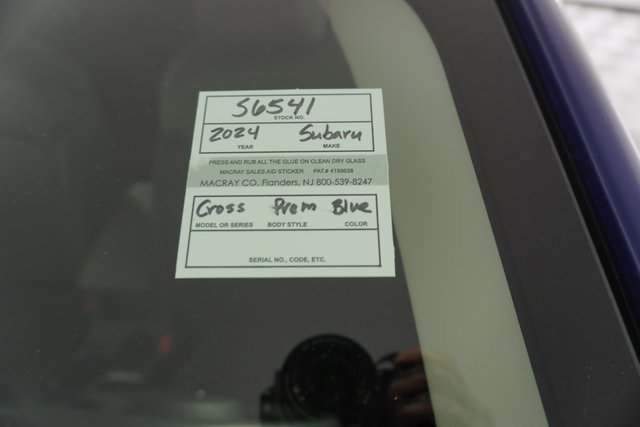 S6541
STOCK NO.
2024 Subaru
YEAR MAKE
PRESS AND RUB ALL THE GLUE ON CLEAN DRY GLASS
MACRAY SALES AID STICKER PAT.# 4199638
MACRAY CO. Flanders, NJ 800-539-8247
Cross Prem Blue
MODEL OR SERIES BODY STYLE COLOR
SERIAL NO., CODE, ETC.